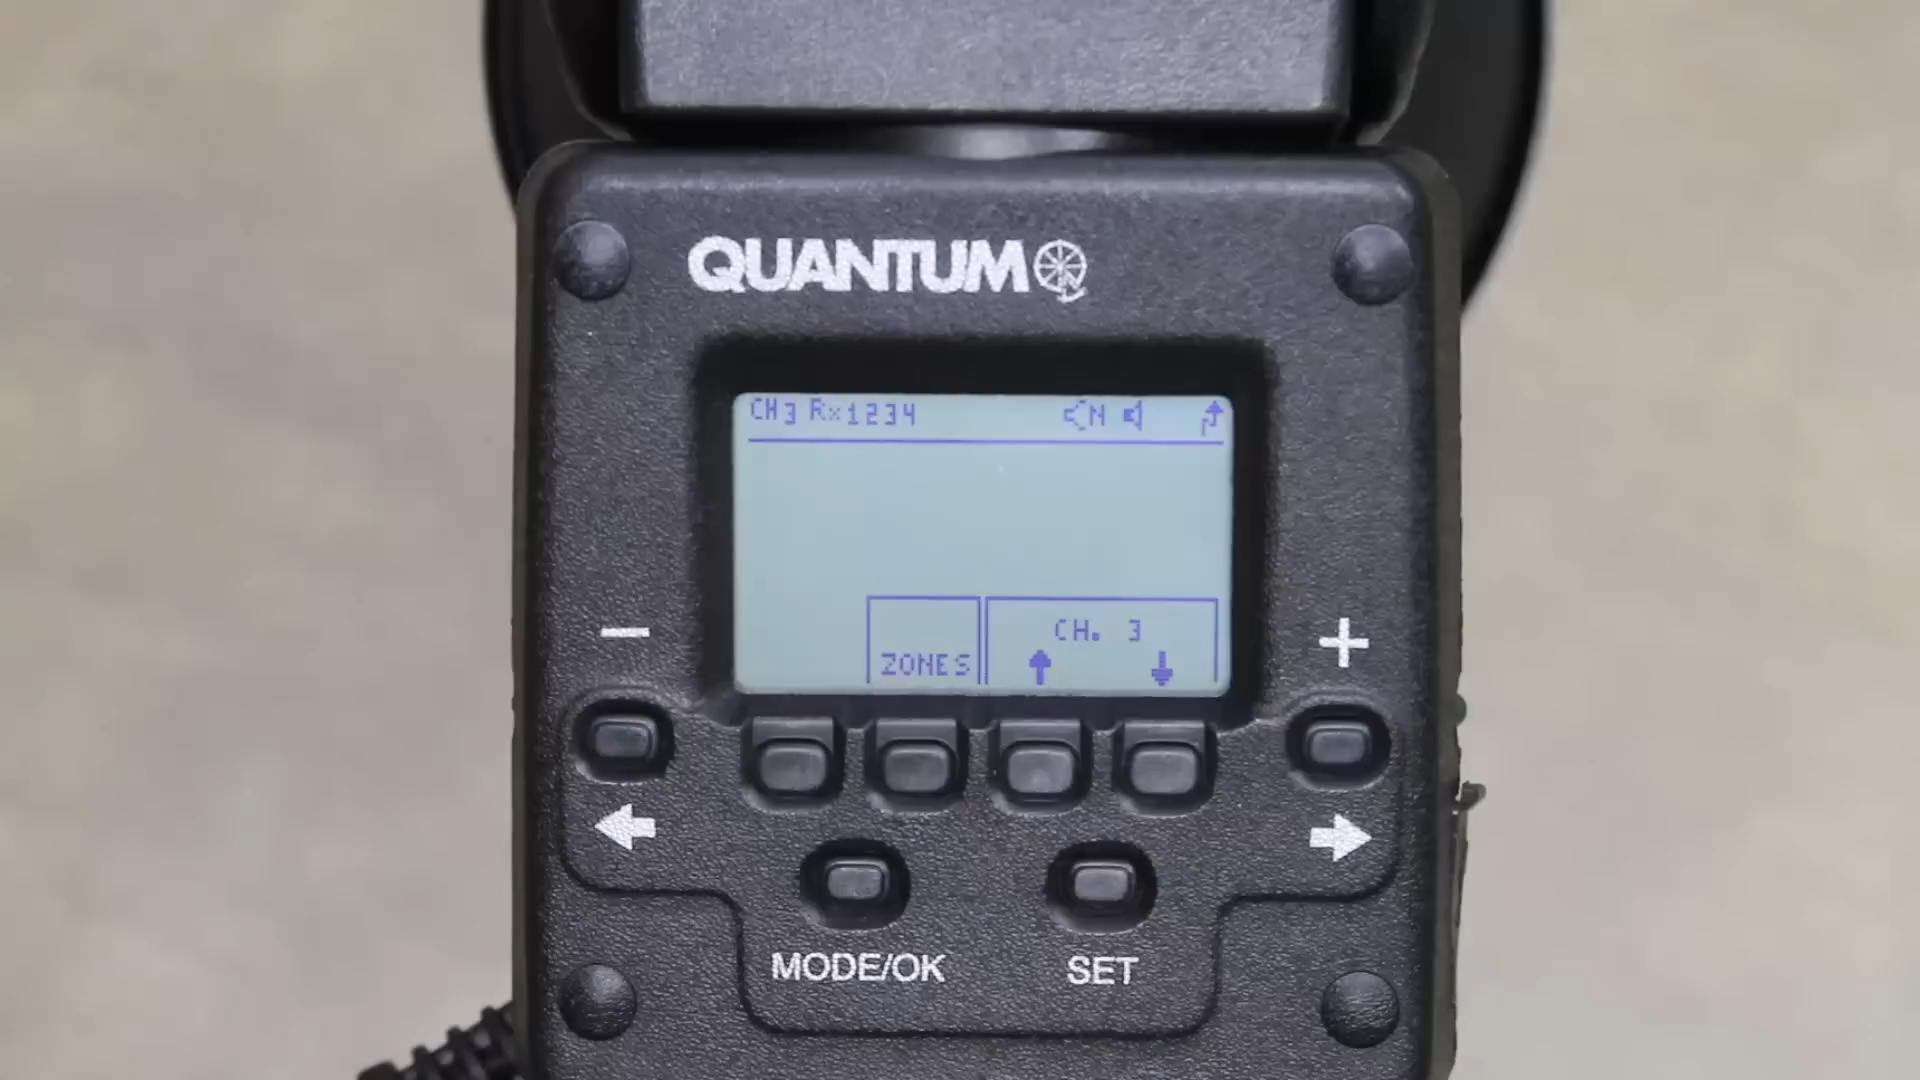 QUANTUM
CH3 Rx1234 N
CH. 3
ZONES
− +
MODE/OK SET